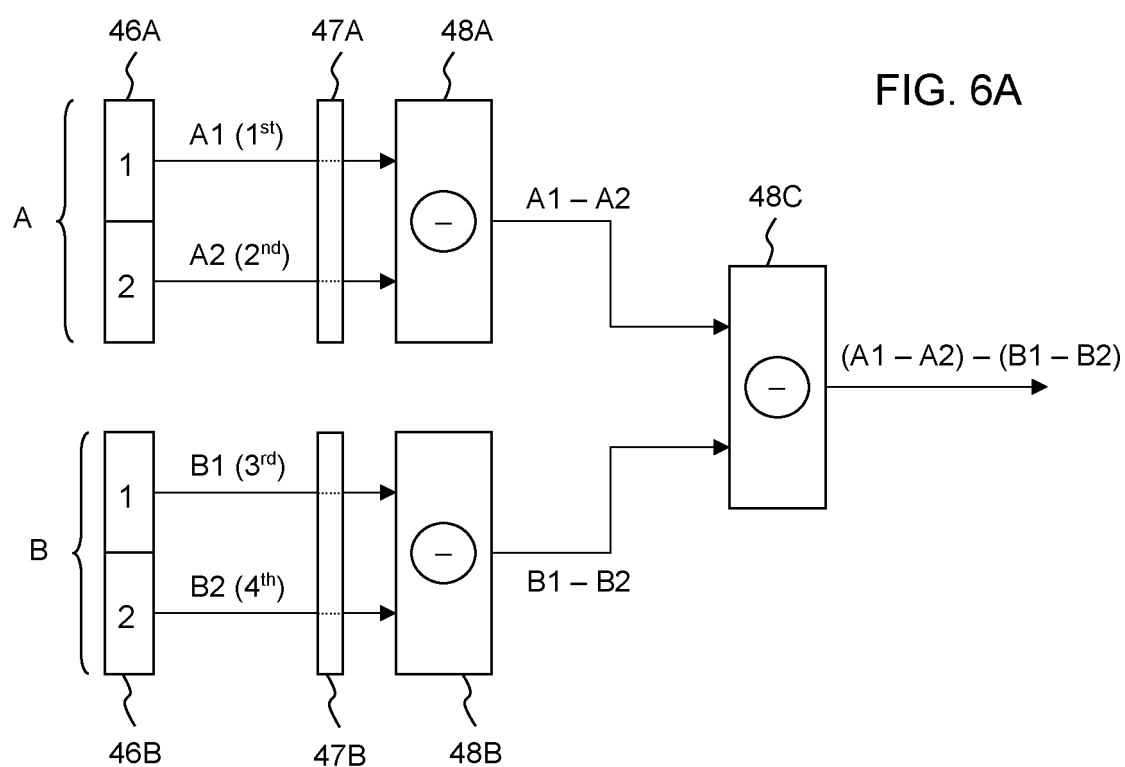 46A
47A
48A
FIG. 6A
A
1
2
A1 (1st)
A2 (2nd)
–
A1 – A2
48C
–
(A1 – A2) – (B1 – B2)
B
1
2
B1 (3rd)
B2 (4th)
–
B1 – B2
46B
47B
48B